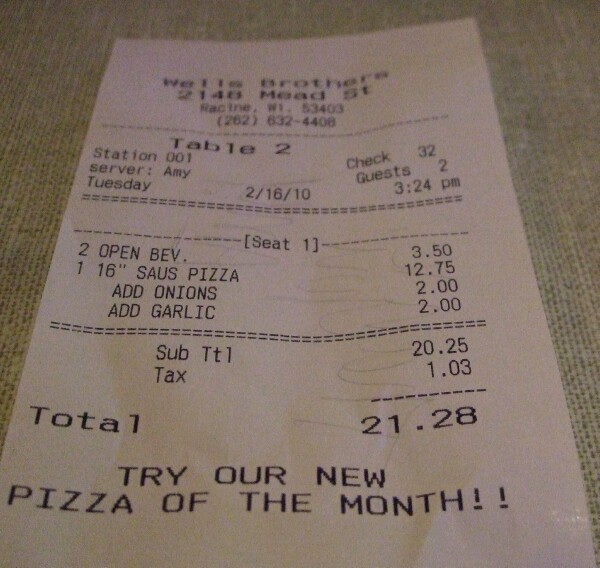 Wells Brothers
2148 Mead St
Racine, WI. 53403
(262) 632-4408
Table 2
Station 001 Check 32
server: Amy Guests 2
Tuesday 2/16/10 3:24 pm
[Seat 1]
2 OPEN BEV. 3.50
1 16" SAUS PIZZA 12.75
ADD ONIONS 2.00
ADD GARLIC 2.00
Sub Ttl 20.25
Tax 1.03
Total 21.28
TRY OUR NEW
PIZZA OF THE MONTH!!